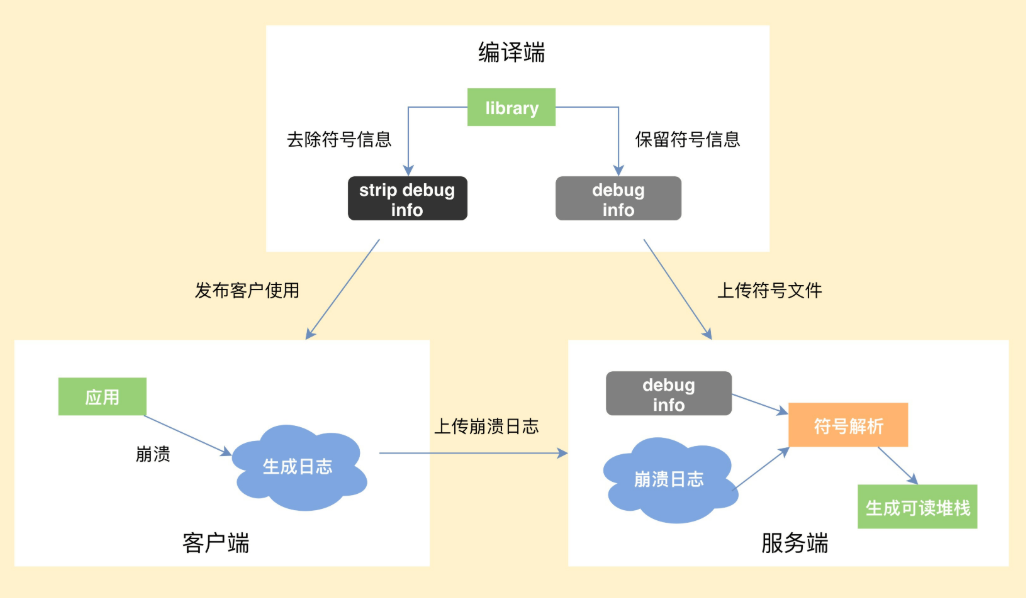 编译端
library
去除符号信息
保留符号信息
strip debug
info
debug
info
发布客户使用
上传符号文件
应用
崩溃
生成日志
客户端
上传崩溃日志
debug
info
崩溃日志
符号解析
生成可读堆栈
服务端